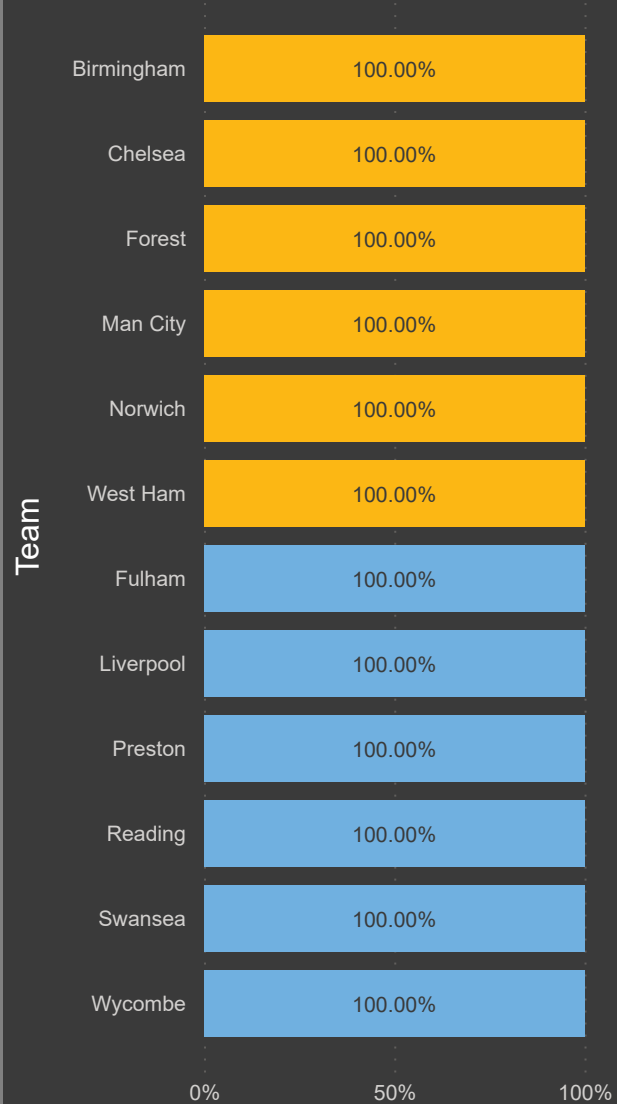 Birmingham 100.00%
Chelsea 100.00%
Forest 100.00%
Man City 100.00%
Norwich 100.00%
West Ham 100.00%
Team
Fulham 100.00%
Liverpool 100.00%
Preston 100.00%
Reading 100.00%
Swansea 100.00%
Wycombe 100.00%
0% 50% 100%